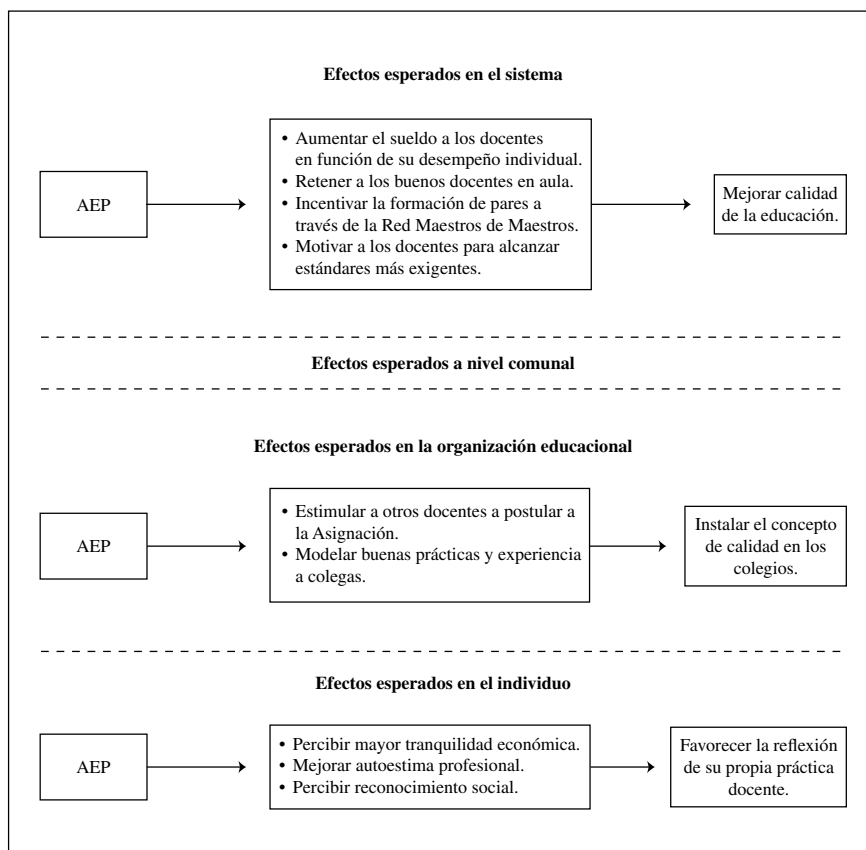 Efectos esperados en el sistema
AEP
• Aumentar el sueldo a los docentes
en función de su desempeño individual.
• Retener a los buenos docentes en aula.
• Incentivar la formación de pares a
través de la Red Maestros de Maestros.
• Motivar a los docentes para alcanzar
estándares más exigentes.
Mejorar calidad
de la educación.
Efectos esperados a nivel comunal
Efectos esperados en la organización educacional
AEP
• Estimular a otros docentes a postular a
la Asignación.
• Modelar buenas prácticas y experiencia
a colegas.
Instalar el concepto
de calidad en los
colegios.
Efectos esperados en el individuo
AEP
• Percibir mayor tranquilidad económica.
• Mejorar autoestima profesional.
• Percibir reconocimiento social.
Favorecer la reflexión
de su propia práctica
docente.